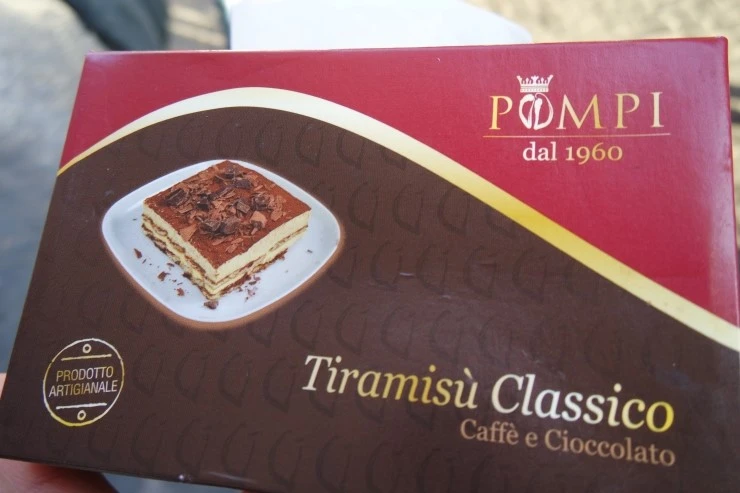 POMPI
dal 1960
PRODOTTO
ARTIGIANALE
Tiramisù Classico
Caffè e Cioccolato